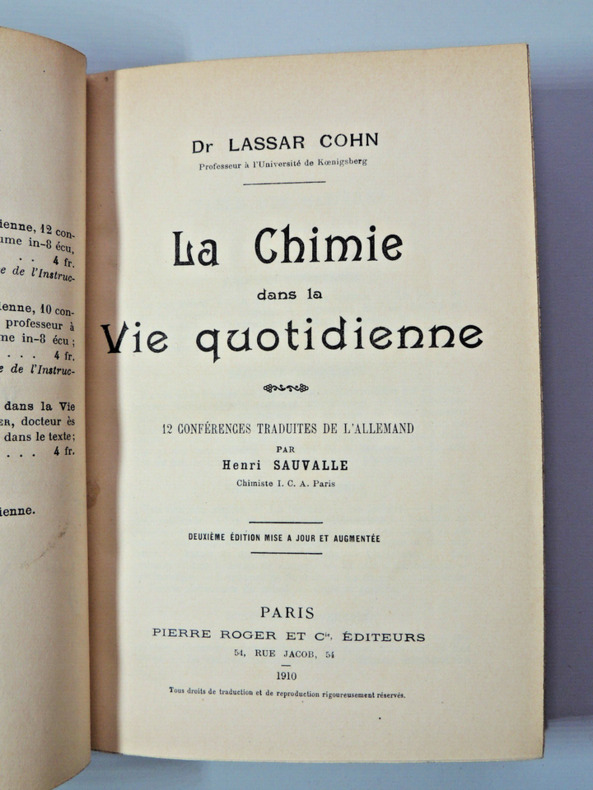 ienne, 12 con-
ume in-8 écu,
. . 4 fr.
e de l'Instruc-
ienne, 10 con-
professeur à
me in-8 écu ;
. . . 4 fr.
e de l'Instruc-
dans la Vie
ER, docteur ès
dans le texte;
. . . 4 fr.
ienne.
Dr LASSAR COHN
Professeur à l'Université de Kœnigsberg
La Chimie
dans la
Vie quotidienne
12 CONFÉRENCES TRADUITES DE L'ALLEMAND
PAR
Henri SAUVALLE
Chimiste I. C. A. Paris
DEUXIÈME ÉDITION MISE A JOUR ET AUGMENTÉE
PARIS
PIERRE ROGER ET Cie, ÉDITEURS
54, RUE JACOB, 54
1910
Tous droits de traduction et de reproduction rigoureusement réservés.